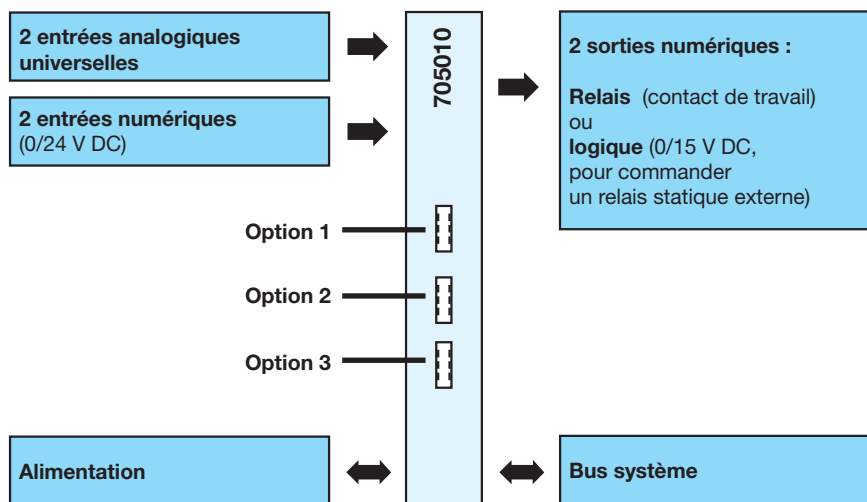 2 entrées analogiques
universelles
2 entrées numériques
(0/24 V DC)
705010
2 sorties numériques :
Relais (contact de travail)
ou
logique (0/15 V DC,
pour commander
un relais statique externe)
Option 1
Option 2
Option 3
Alimentation
Bus système